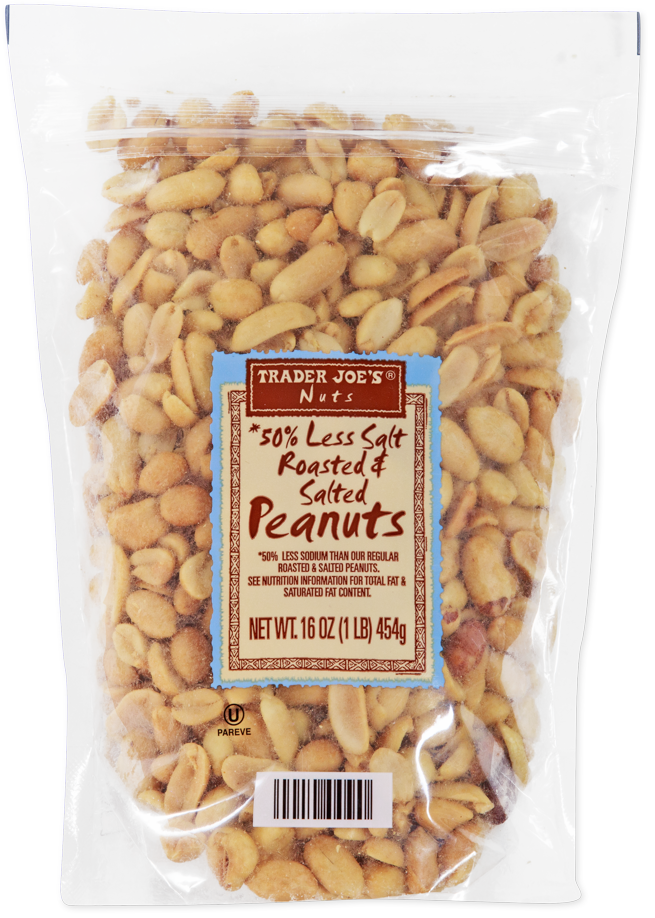 TRADER JOE'S®
Nuts
*50% Less Salt
Roasted &
Salted
Peanuts
*50% LESS SODIUM THAN OUR REGULAR
ROASTED & SALTED PEANUTS.
SEE NUTRITION INFORMATION FOR TOTAL FAT &
SATURATED FAT CONTENT.
NET WT. 16 OZ (1 LB) 454g
U
PAREVE